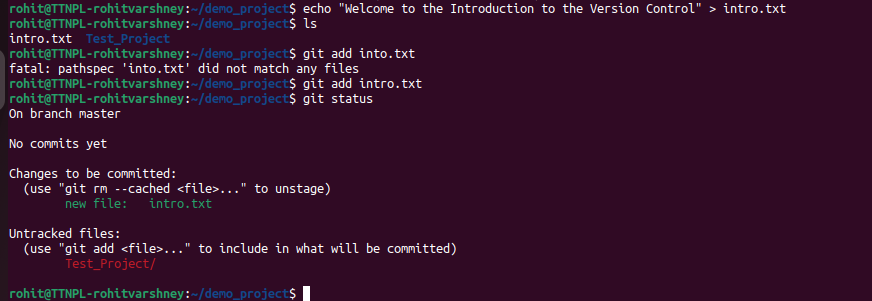 rohit@TTNPL-rohitvarshney:~/demo_project$ echo "Welcome to the Introduction to the Version Control" > intro.txt
rohit@TTNPL-rohitvarshney:~/demo_project$ ls
intro.txt  Test_Project
rohit@TTNPL-rohitvarshney:~/demo_project$ git add into.txt
fatal: pathspec 'into.txt' did not match any files
rohit@TTNPL-rohitvarshney:~/demo_project$ git add intro.txt
rohit@TTNPL-rohitvarshney:~/demo_project$ git status
On branch master
No commits yet
Changes to be committed:
  (use "git rm --cached <file>..." to unstage)
        new file:   intro.txt
Untracked files:
  (use "git add <file>..." to include in what will be committed)
        Test_Project/
rohit@TTNPL-rohitvarshney:~/demo_project$